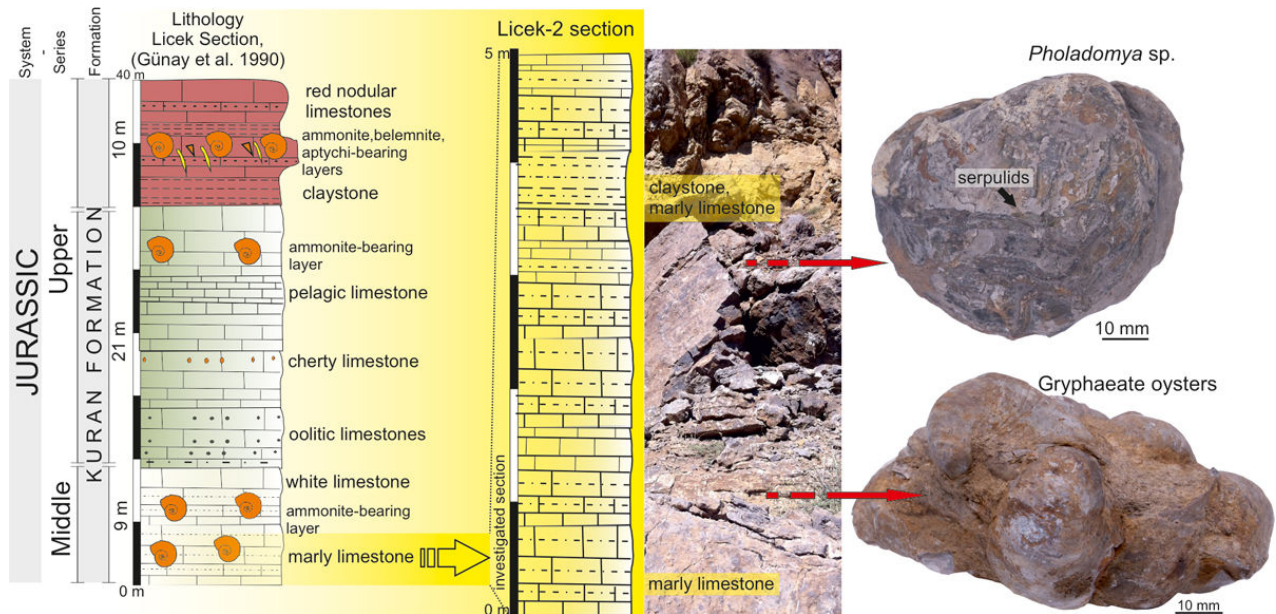 System
-
Series
Formation
Lithology
Licek Section,
(Günay et al. 1990)
40 m
10 m
21 m
9 m
0 m
JURASSIC
Upper
Middle
KURAN FORMATION
red nodular
limestones
ammonite,belemnite,
aptychi-bearing
layers
claystone
ammonite-bearing
layer
pelagic limestone
cherty limestone
oolitic limestones
white limestone
ammonite-bearing
layer
marly limestone
Licek-2 section
5 m
investigated section
0 m
claystone,
marly limestone
marly limestone
Pholadomya sp.
serpulids
10 mm
Gryphaeate oysters
10 mm